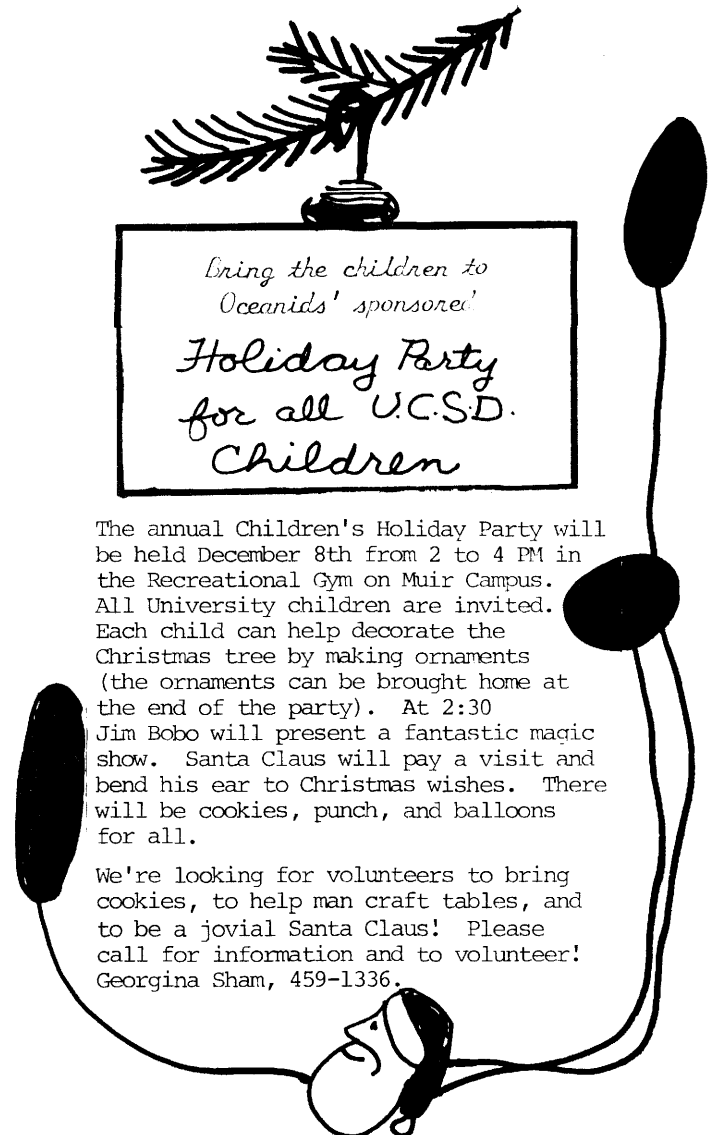 Bring the children to
Oceanids' sponsored
Holiday Party
for all U.C.S.D.
Children
The annual Children's Holiday Party will
be held December 8th from 2 to 4 PM in
the Recreational Gym on Muir Campus.
All University children are invited.
Each child can help decorate the
Christmas tree by making ornaments
(the ornaments can be brought home at
the end of the party).  At 2:30
Jim Bobo will present a fantastic magic
show.  Santa Claus will pay a visit and
bend his ear to Christmas wishes.  There
will be cookies, punch, and balloons
for all.
We're looking for volunteers to bring
cookies, to help man craft tables, and
to be a jovial Santa Claus!  Please
call for information and to volunteer!
Georgina Sham, 459-1336.